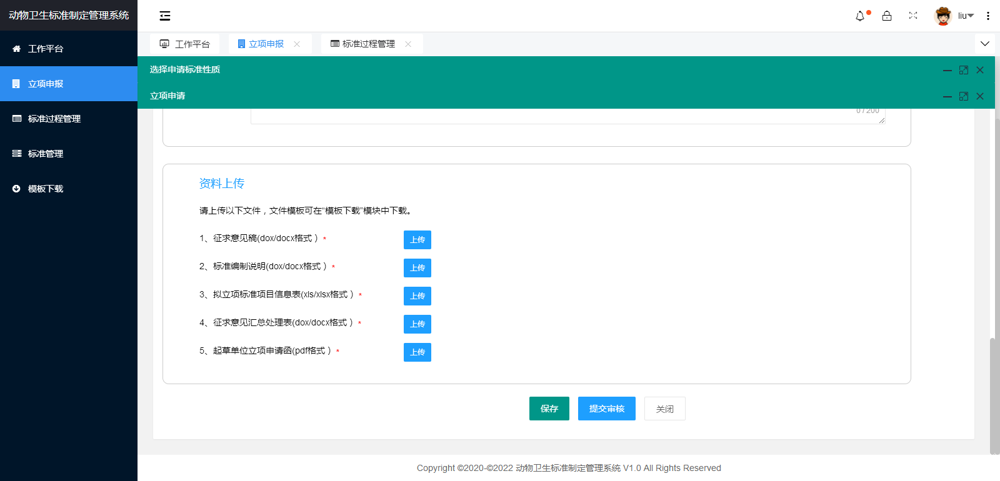 动物卫生标准制定管理系统
liu
工作平台
立项申报
标准过程管理
标准管理
模板下载
工作平台
立项申报
标准过程管理
选择申请标准性质
立项申请
0 / 200
资料上传
请上传以下文件，文件模板可在“模板下载”模块中下载。
1、征求意见稿(dox/docx格式 ) * 上传
2、标准编制说明(dox/docx格式 ) * 上传
3、拟立项标准项目信息表(xls/xlsx格式 ) * 上传
4、征求意见汇总处理表(dox/docx格式 ) * 上传
5、起草单位立项申请函(pdf格式 ) * 上传
保存 提交审核 关闭
Copyright ©2020-©2022 动物卫生标准制定管理系统 V1.0 All Rights Reserved